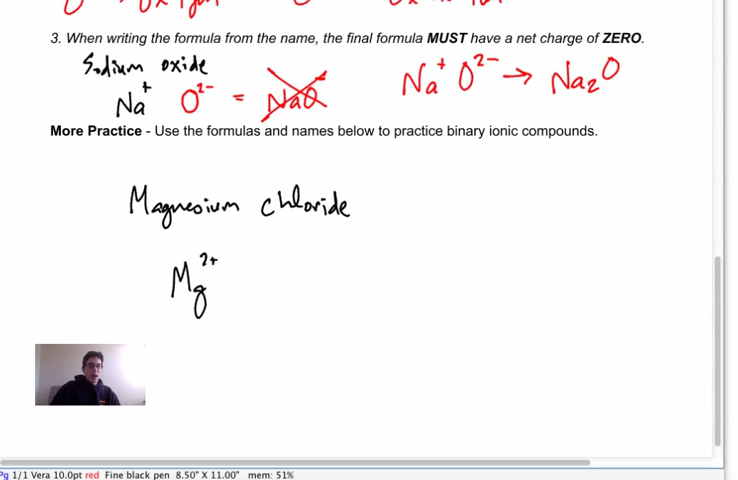 3. When writing the formula from the name, the final formula MUST have a net charge of ZERO.
Sodium oxide
Na⁺ O²⁻ = NaO
Na⁺ O²⁻ → Na₂O
More Practice - Use the formulas and names below to practice binary ionic compounds.
Magnesium chloride
Mg²⁺
Pg 1/1 Vera 10.0pt red Fine black pen 8.50" X 11.00" mem: 51%